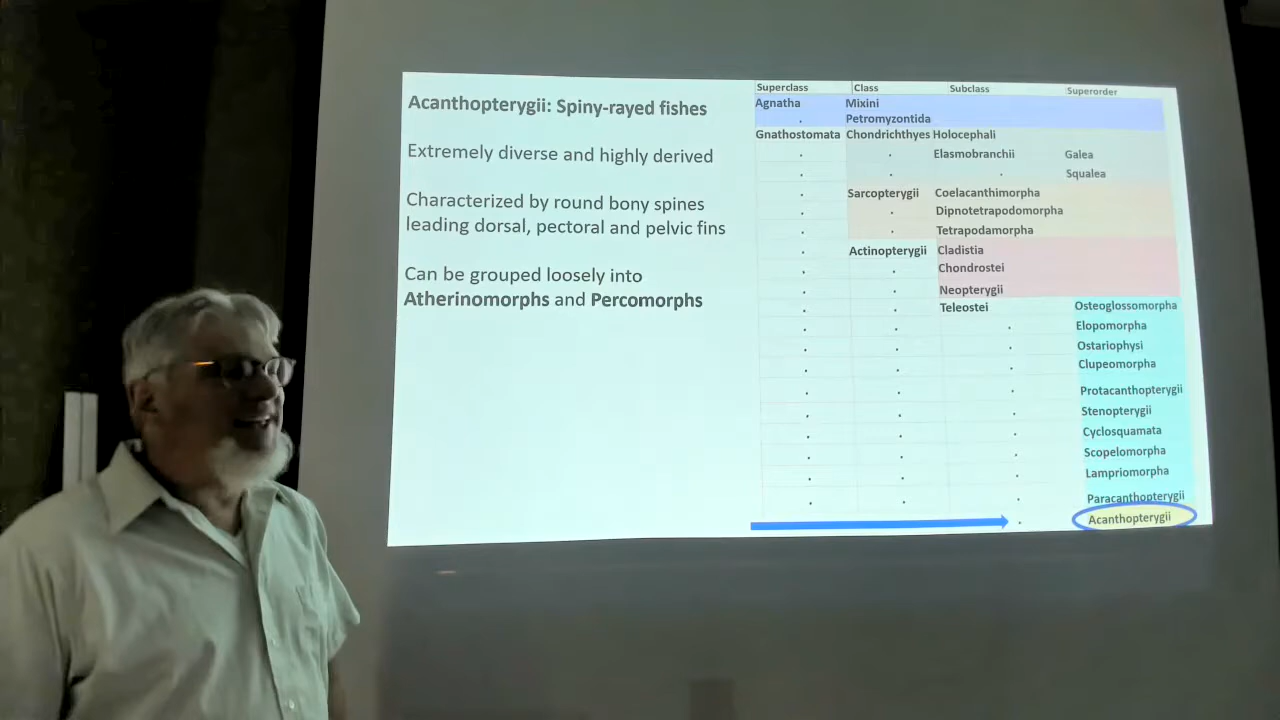 Acanthopterygii: Spiny-rayed fishes
Extremely diverse and highly derived
Characterized by round bony spines
leading dorsal, pectoral and pelvic fins
Can be grouped loosely into
Atherinomorphs and Percomorphs
Superclass Class Subclass Superorder
Agnatha Mixini
. Petromyzontida
Gnathostomata Chondrichthyes Holocephali
. . Elasmobranchii Galea
. . . Squalea
. Sarcopterygii Coelacanthimorpha
. . Dipnotetrapodomorpha
. . Tetrapodamorpha
. Actinopterygii Cladistia
. . Chondrostei
. . Neopterygii
. . Teleostei Osteoglossomorpha
. . . Elopomorpha
. . . Ostariophysi
. . . Clupeomorpha
. . . Protacanthopterygii
. . . Stenopterygii
. . . Cyclosquamata
. . . Scopelomorpha
. . . Lampriomorpha
. . . Paracanthopterygii
. Acanthopterygii